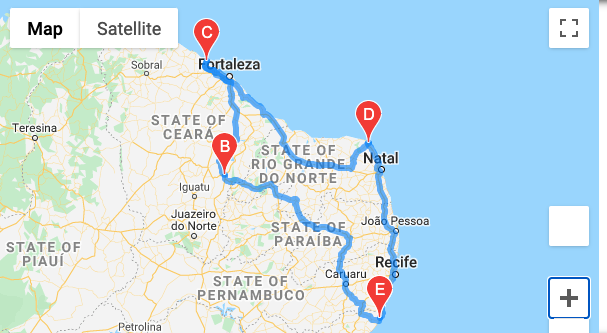 Map
Satellite
C
Fortaleza
Sobral
D
STATE OF
CEARÁ
Teresina
B
STATE OF
RIO GRANDE
DO NORTE
Natal
Iguatu
Juazeiro
do Norte
João Pessoa
STATE OF
PARAÍBA
STATE OF
PIAUÍ
Recife
Caruaru
STATE OF
PERNAMBUCO
E
Petrolina